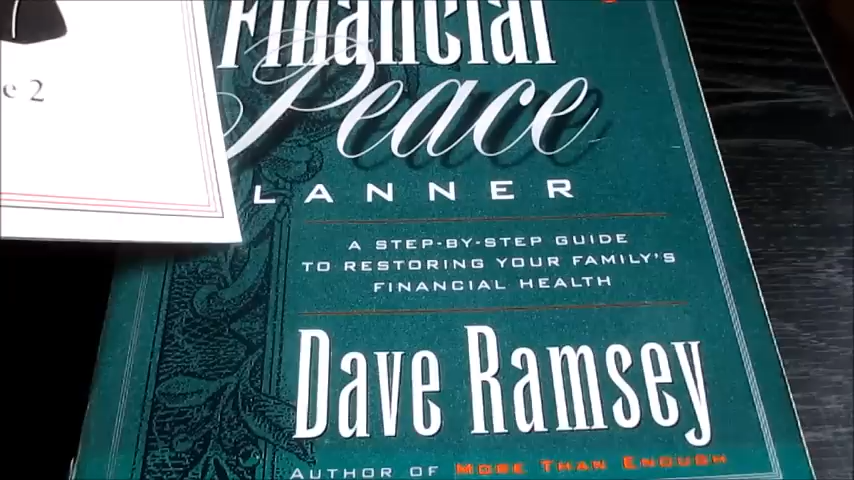 Financial
Peace
LANNER
e 2
A STEP-BY-STEP GUIDE
TO RESTORING YOUR FAMILY'S
FINANCIAL HEALTH
DAVE RAMSEY
AUTHOR OF MORE THAN ENOUGH